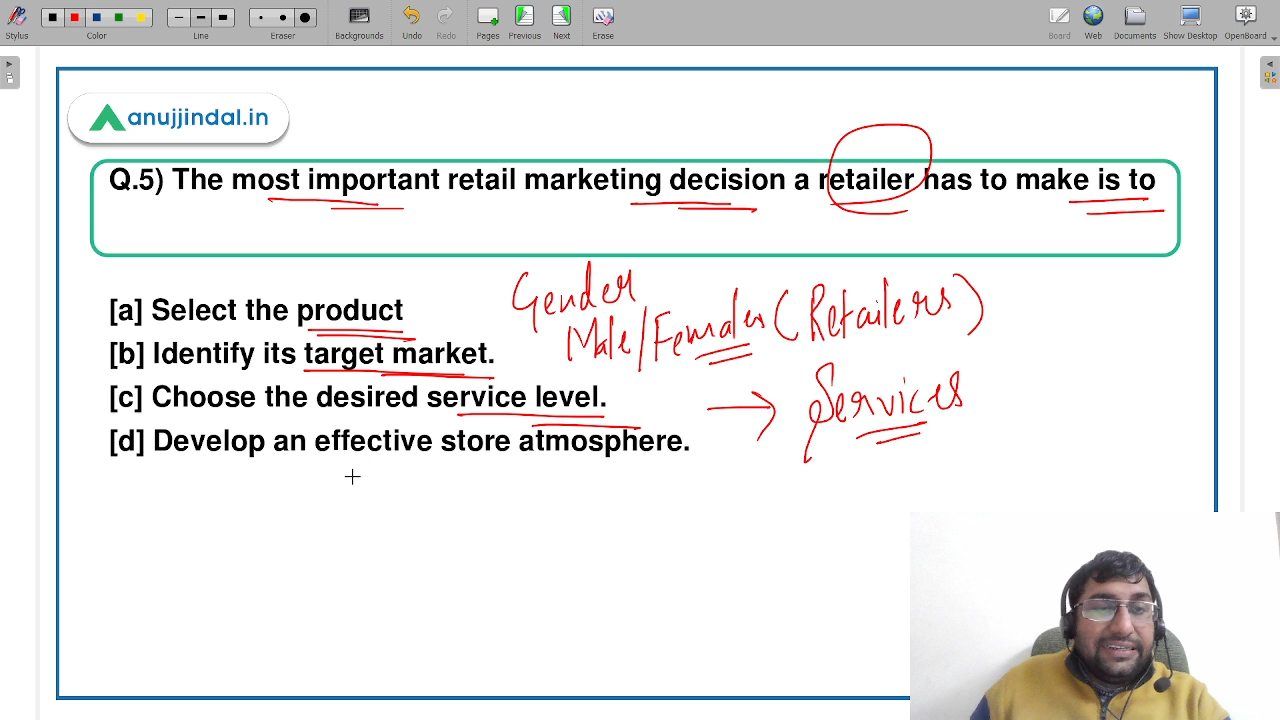 Stylus
Color
Line
Eraser
Backgrounds
Undo
Redo
Pages
Previous
Next
Erase
Board
Web
Documents
Show Desktop
OpenBoard
anujjindal.in
Q.5) The most important retail marketing decision a retailer has to make is to
[a] Select the product
[b] Identify its target market.
[c] Choose the desired service level.
[d] Develop an effective store atmosphere.
Gender
Male/Females (Retailers)
→ Services